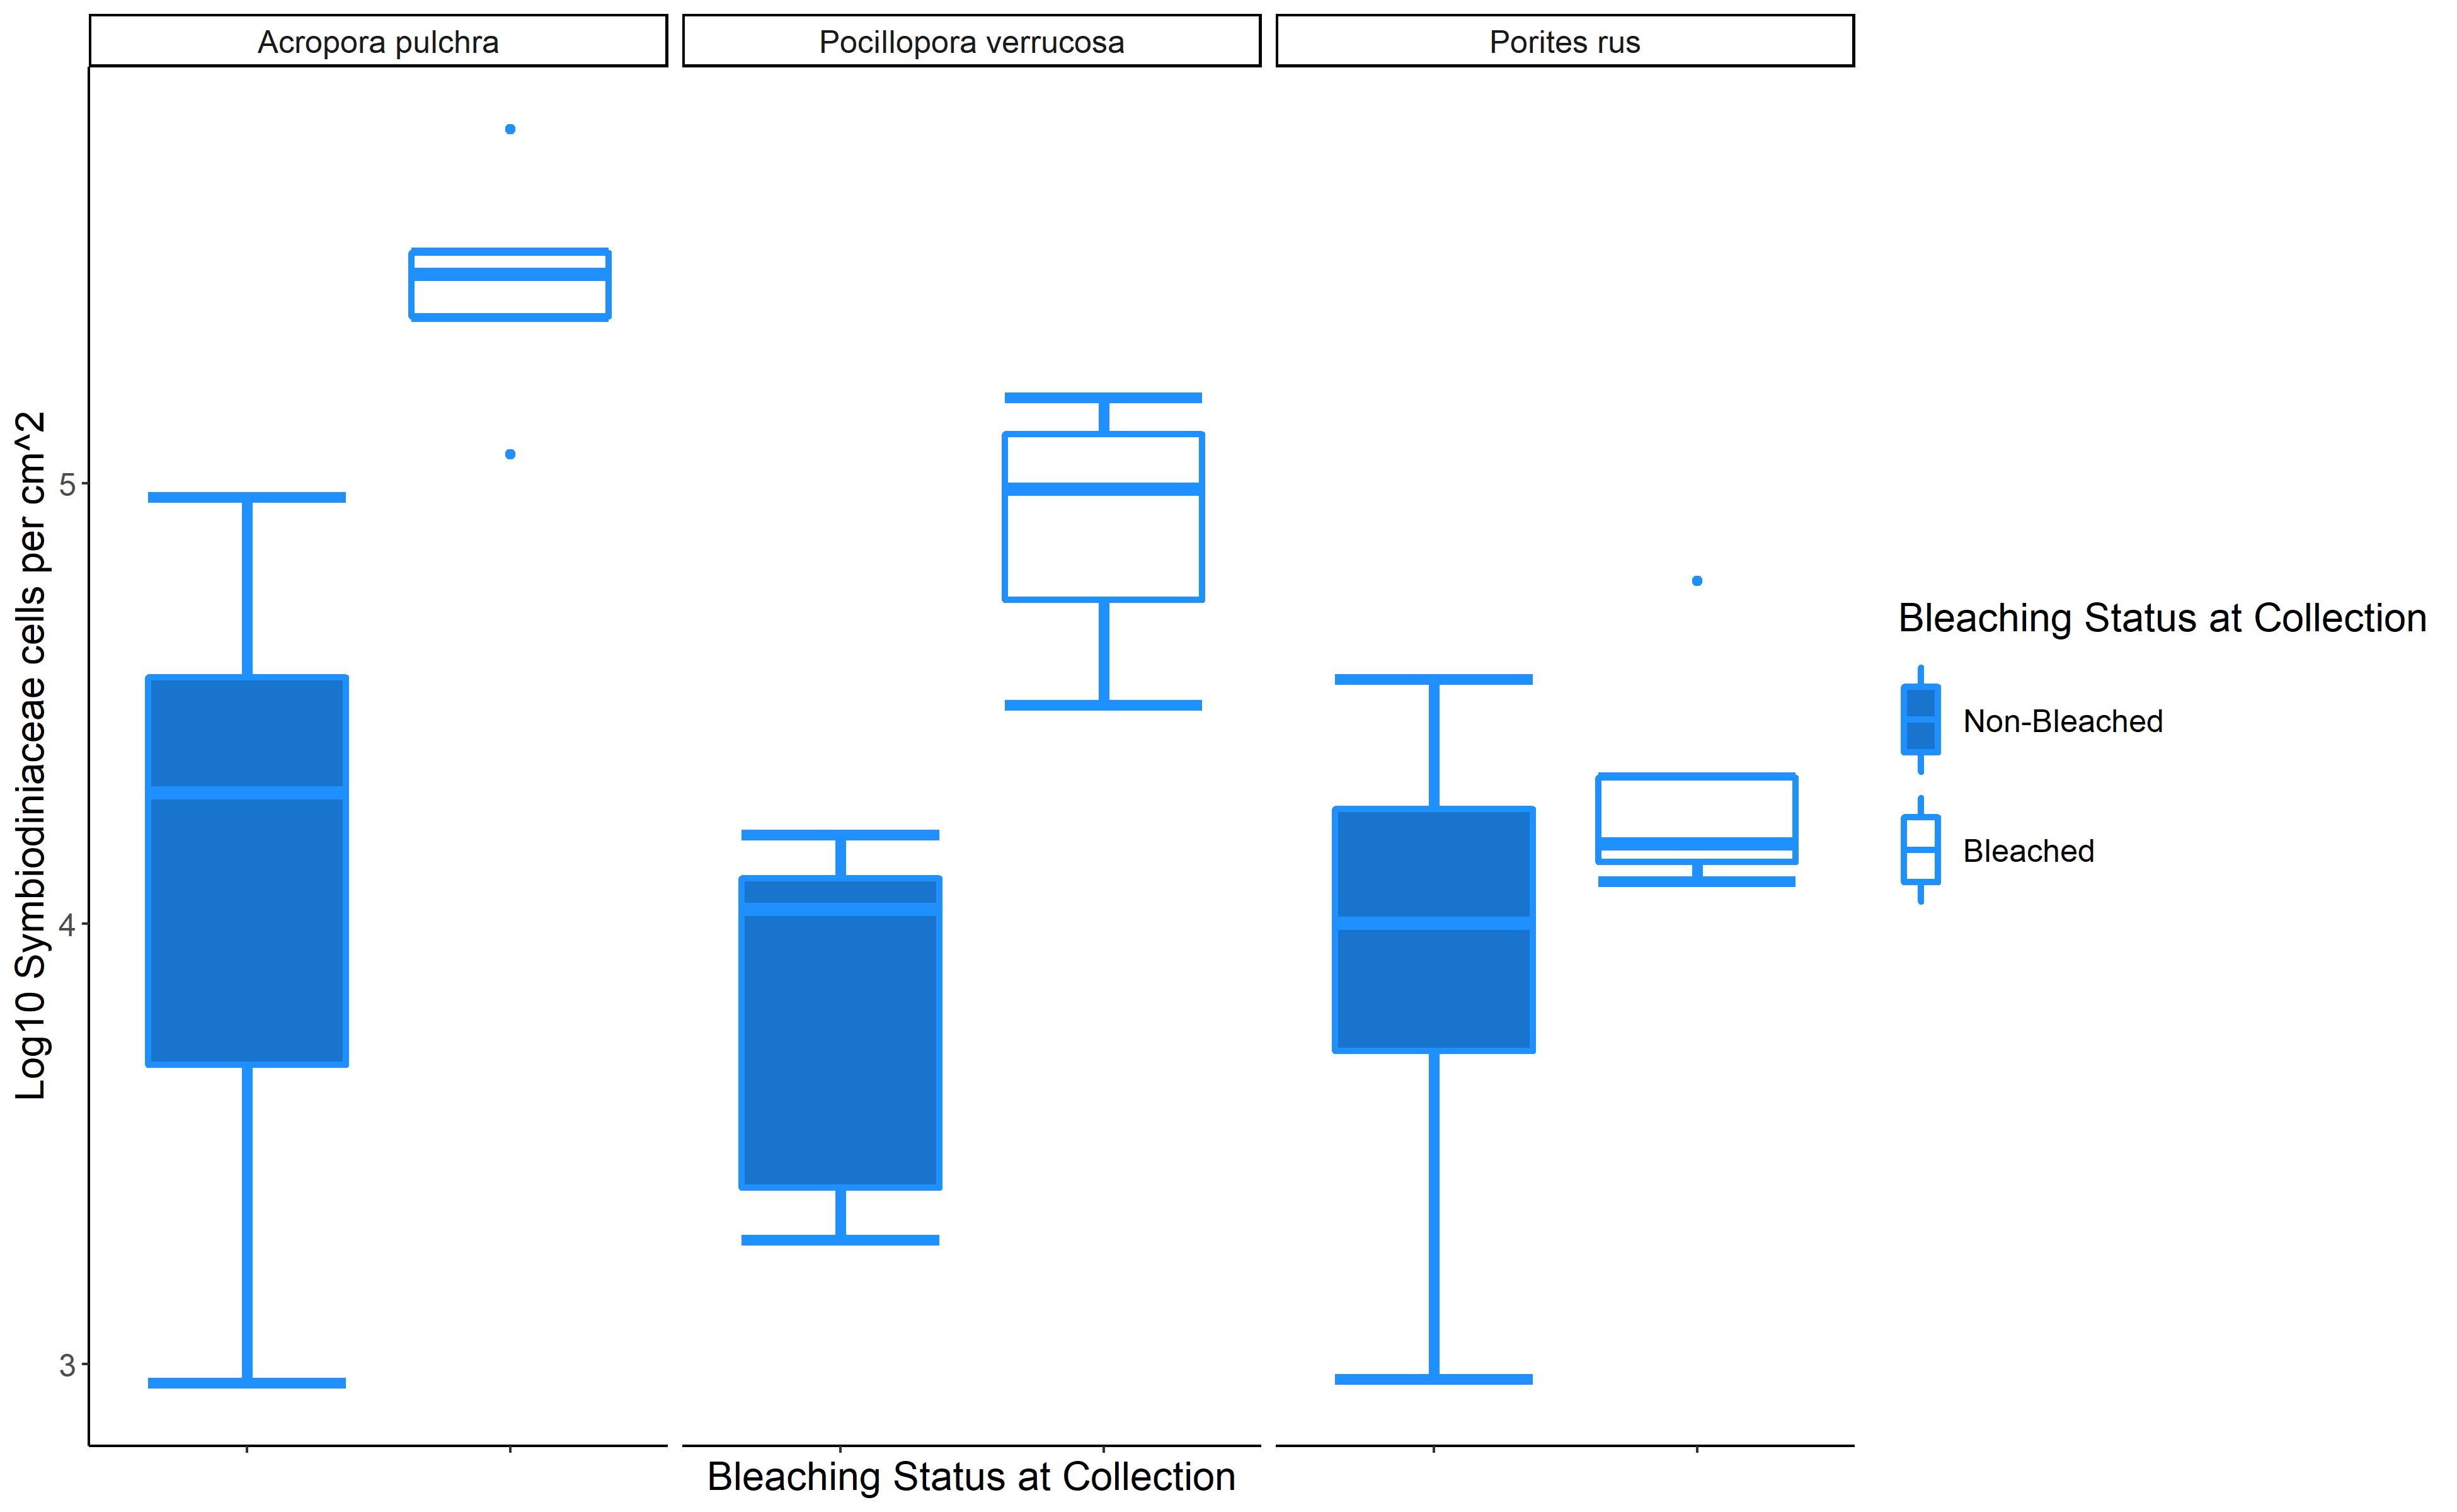 Acropora pulchra
Pocillopora verrucosa
Porites rus
Log10 Symbiodiniaceae cells per cm^2
5
4
3
Bleaching Status at Collection
Bleaching Status at Collection
Non-Bleached
Bleached